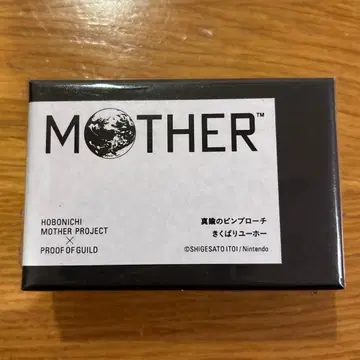 MOTHER™
HOBONICHI
MOTHER PROJECT
×
PROOF OF GUILD
真鍮のピンブローチ
きくばりユーホー
©SHIGESATO ITOI / Nintendo